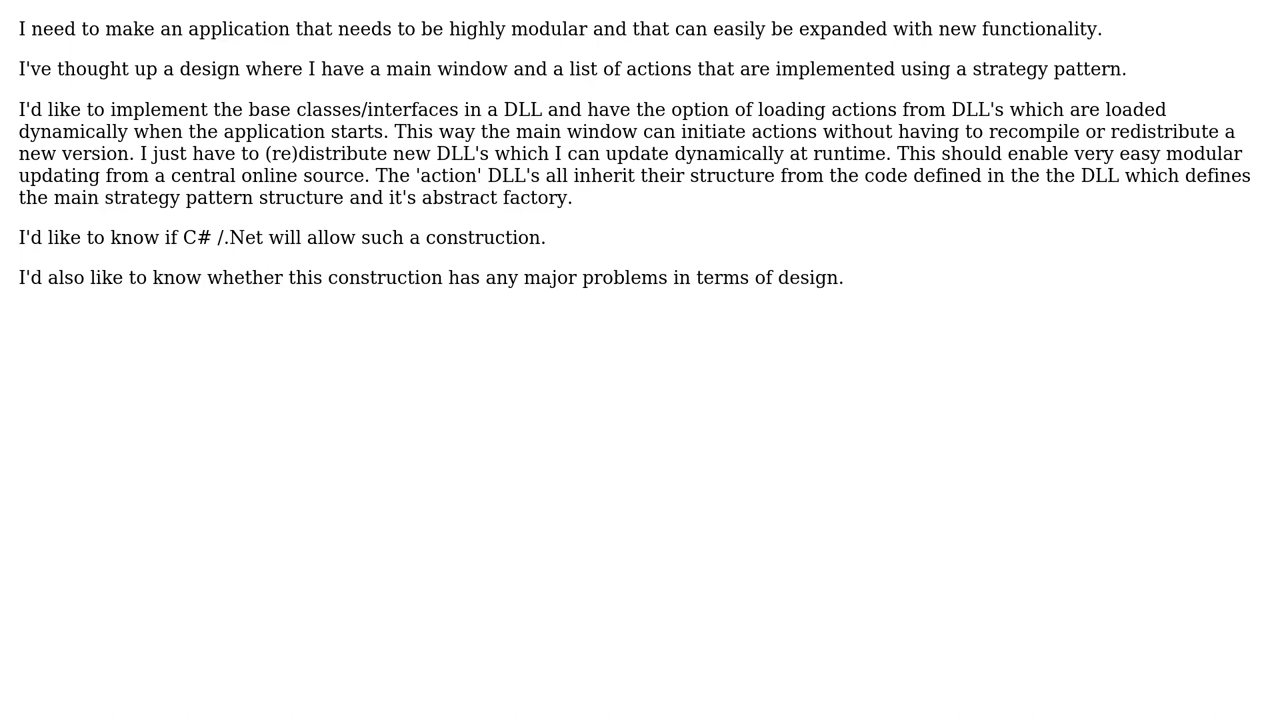 I need to make an application that needs to be highly modular and that can easily be expanded with new functionality.
I've thought up a design where I have a main window and a list of actions that are implemented using a strategy pattern.
I'd like to implement the base classes/interfaces in a DLL and have the option of loading actions from DLL's which are loaded
dynamically when the application starts. This way the main window can initiate actions without having to recompile or redistribute a
new version. I just have to (re)distribute new DLL's which I can update dynamically at runtime. This should enable very easy modular
updating from a central online source. The 'action' DLL's all inherit their structure from the code defined in the the DLL which defines
the main strategy pattern structure and it's abstract factory.
I'd like to know if C# /.Net will allow such a construction.
I'd also like to know whether this construction has any major problems in terms of design.